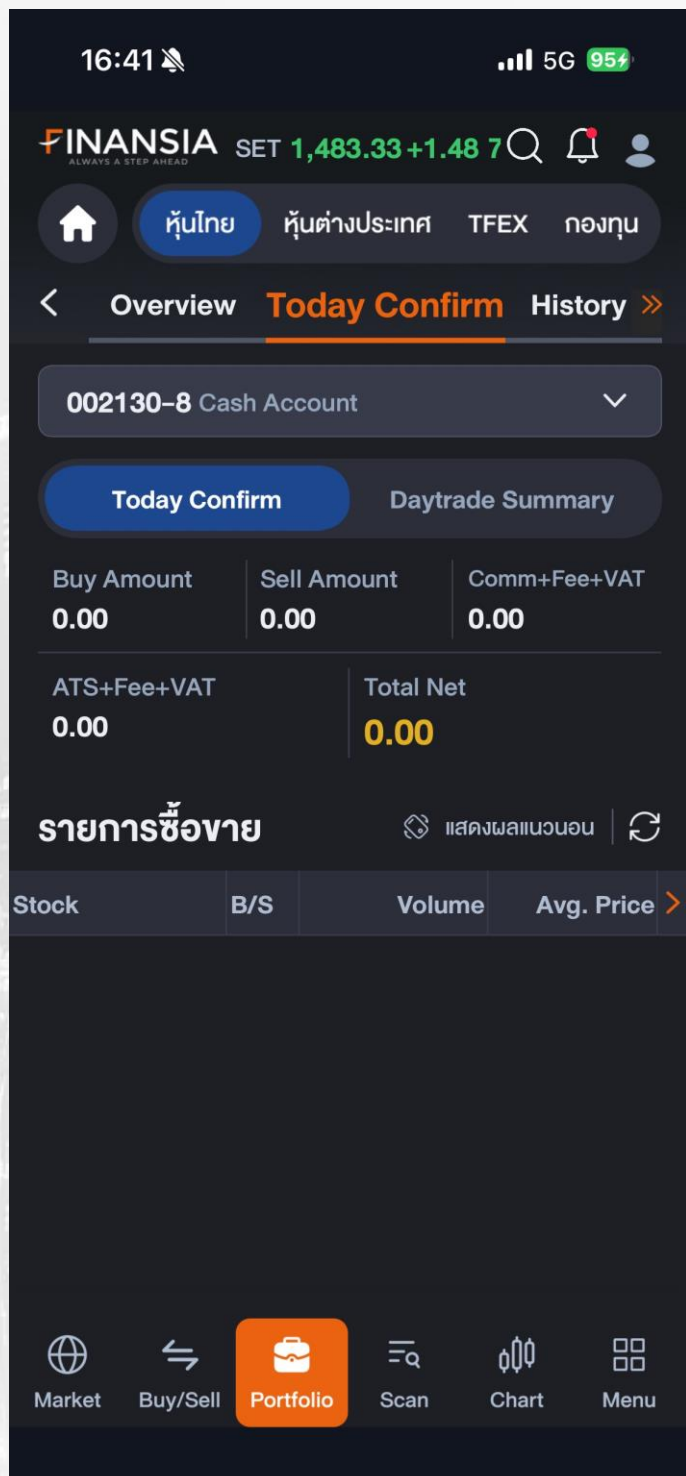 16:41 5G 95
FINANSIA SET 1,483.33 +1.48 7
ALWAYS A STEP AHEAD
หุ้นไทย หุ้นต่างประเทศ TFEX กองทุน
Overview Today Confirm History
002130-8 Cash Account
Today Confirm Daytrade Summary
Buy Amount Sell Amount Comm+Fee+VAT
0.00 0.00 0.00
ATS+Fee+VAT Total Net
0.00 0.00
รายการซื้อขาย แสดงผลแนวนอน
Stock B/S Volume Avg. Price
Market Buy/Sell Portfolio Scan Chart Menu